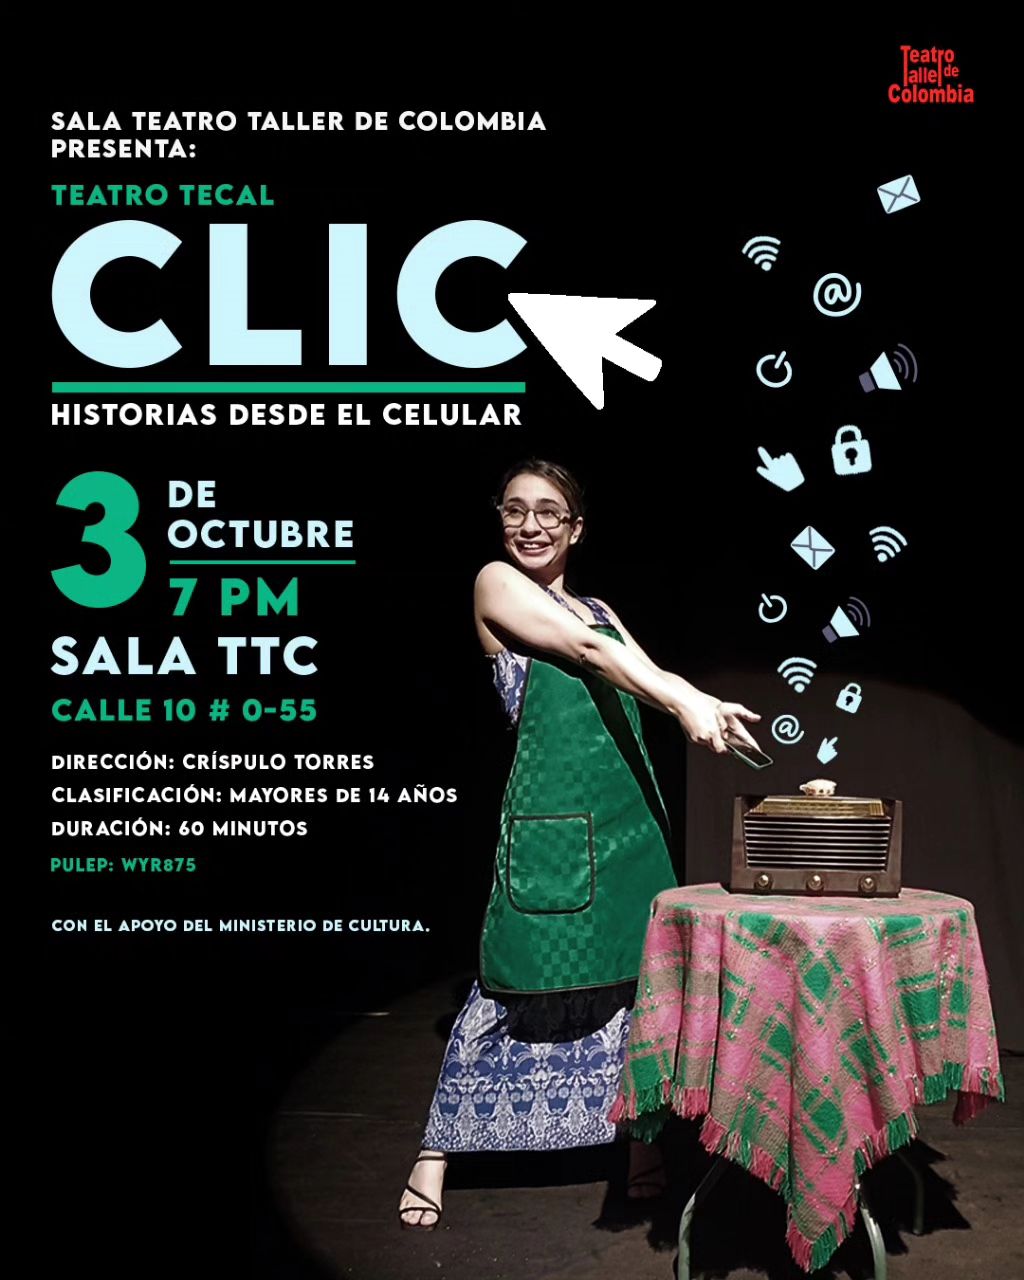 Teatro
Taller de
Colombia
SALA TEATRO TALLER DE COLOMBIA
PRESENTA:
TEATRO TECAL
CLIC
HISTORIAS DESDE EL CELULAR
3 DE
OCTUBRE
7 PM
SALA TTC
CALLE 10 # 0-55
DIRECCIÓN: CRÍSPULO TORRES
CLASIFICACIÓN: MAYORES DE 14 AÑOS
DURACIÓN: 60 MINUTOS
PULEP: WYR875
CON EL APOYO DEL MINISTERIO DE CULTURA.